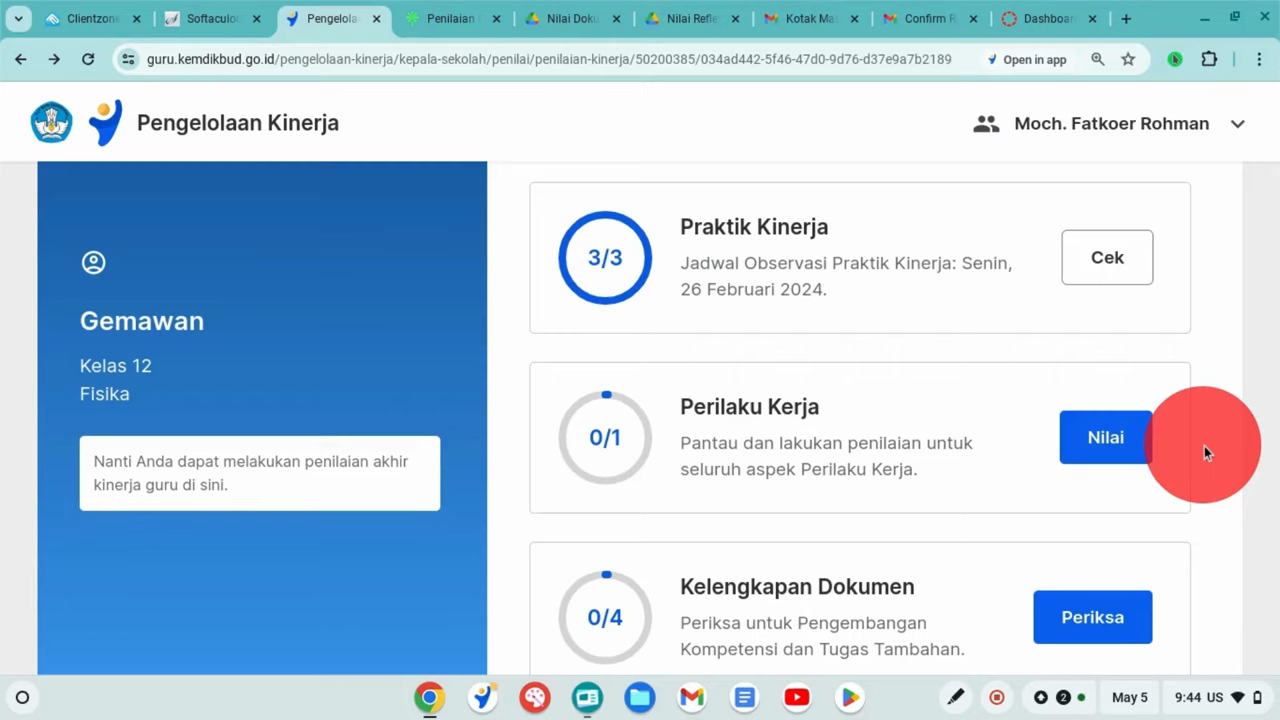 Clientzone
Softaculo
Pengelola
Penilaian
Nilai Doku
Nilai Refle
Kotak Ma
Confirm R
Dashboar
guru.kemdikbud.go.id/pengelolaan-kinerja/kepala-sekolah/penilai/penilaian-kinerja/50200385/034ad442-5f46-47d0-9d76-d37e9a7b2189
Open in app
Pengelolaan Kinerja
Moch. Fatkoer Rohman
Gemawan
Kelas 12
Fisika
Nanti Anda dapat melakukan penilaian akhir
kinerja guru di sini.
3/3
Praktik Kinerja
Jadwal Observasi Praktik Kinerja: Senin,
26 Februari 2024.
Cek
0/1
Perilaku Kerja
Pantau dan lakukan penilaian untuk
seluruh aspek Perilaku Kerja.
Nilai
0/4
Kelengkapan Dokumen
Periksa untuk Pengembangan
Kompetensi dan Tugas Tambahan.
Periksa
2
May 5
9:44 US